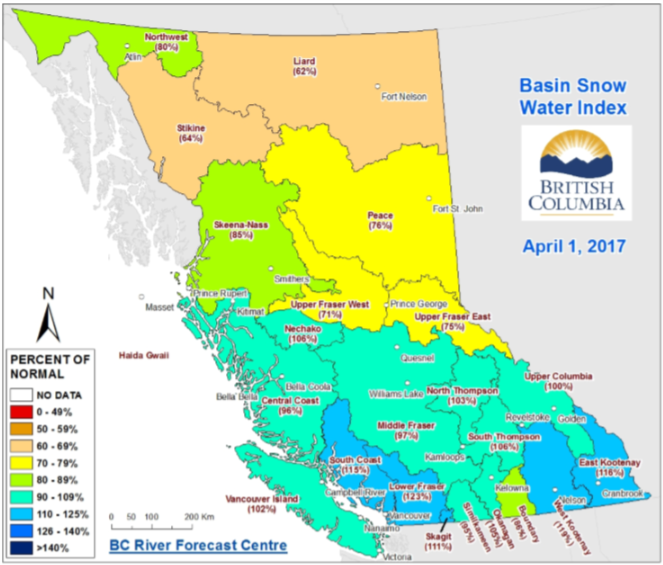 Northwest
(80%)
Atlin
Liard
(62%)
Fort Nelson
Basin Snow
Water Index
BRITISH
COLUMBIA
April 1, 2017
Stikine
(64%)
Peace
(76%)
Fort St. John
Skeena-Nass
(85%)
Smithers
Prince Rupert
Masset
Kitimat
Upper Fraser West
(71%)
Prince George
Upper Fraser East
(75%)
N
Haida Gwaii
Nechako
(106%)
Quesnel
Bella Coola
Bella Bella
Central Coast
(96%)
Williams Lake
North Thompson
(103%)
Upper Columbia
(100%)
Revelstoke
Golden
Middle Fraser
(97%)
South Thompson
(106%)
Kamloops
South Coast
(115%)
East Kootenay
(116%)
Cranbrook
Campbell River
Lower Fraser
(123%)
Kelowna
Nelson
Vancouver Island
(102%)
Vancouver
Nanaimo
Victoria
Skagit
(111%)
Similkameen
(95%)
Okanagan
(105%)
Boundary
(86%)
West Kootenay
(119%)
PERCENT OF
NORMAL
NO DATA
0 - 49%
50 - 59%
60 - 69%
70 - 79%
80 - 89%
90 - 109%
110 - 125%
126 - 140%
>140%
0 50 100 200 Km
BC River Forecast Centre